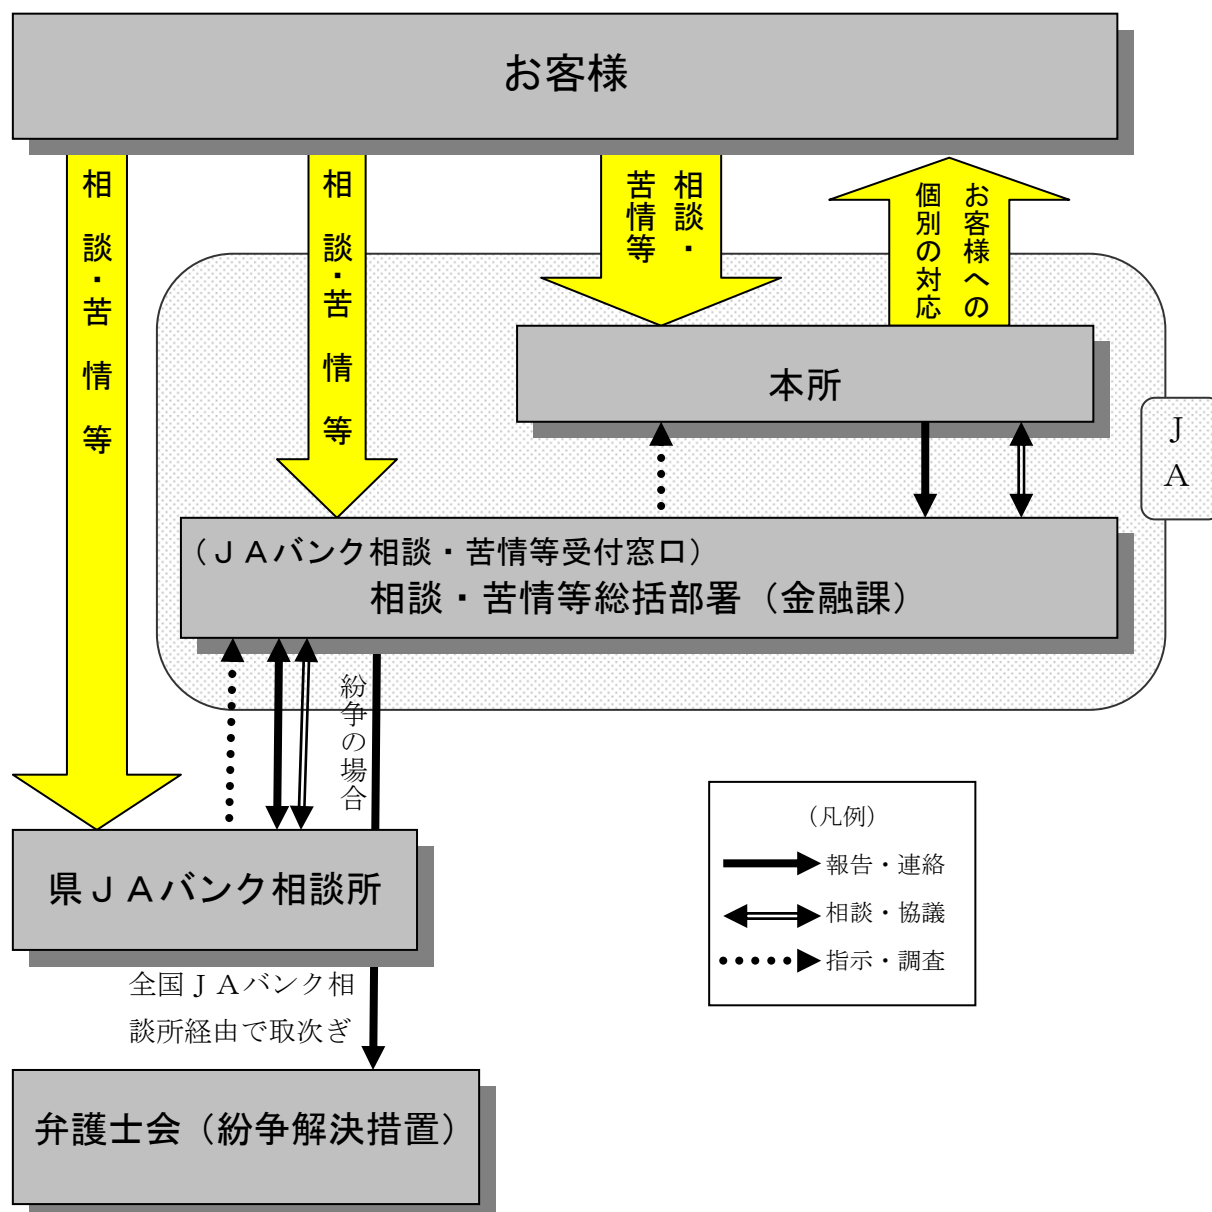 お客様
相談・苦情等
相談・苦情等
相談・
苦情等
お客様への
個別の対応
本所
ＪＡ
（ＪＡバンク相談・苦情等受付窓口）
相談・苦情等総括部署（金融課）
紛争の場合
県ＪＡバンク相談所
（凡例）
報告・連絡
相談・協議
指示・調査
全国ＪＡバンク相
談所経由で取次ぎ
弁護士会（紛争解決措置）